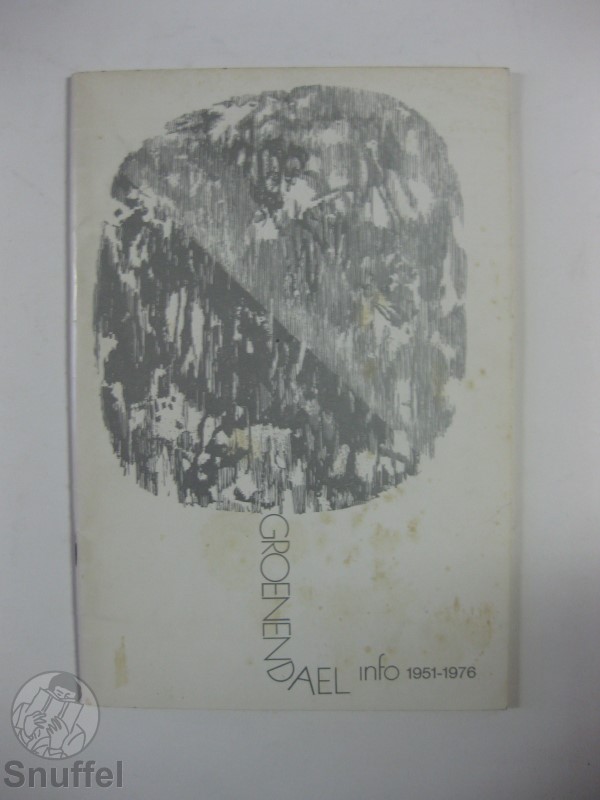 GROENENDAEL info 1951-1976
Snuffel